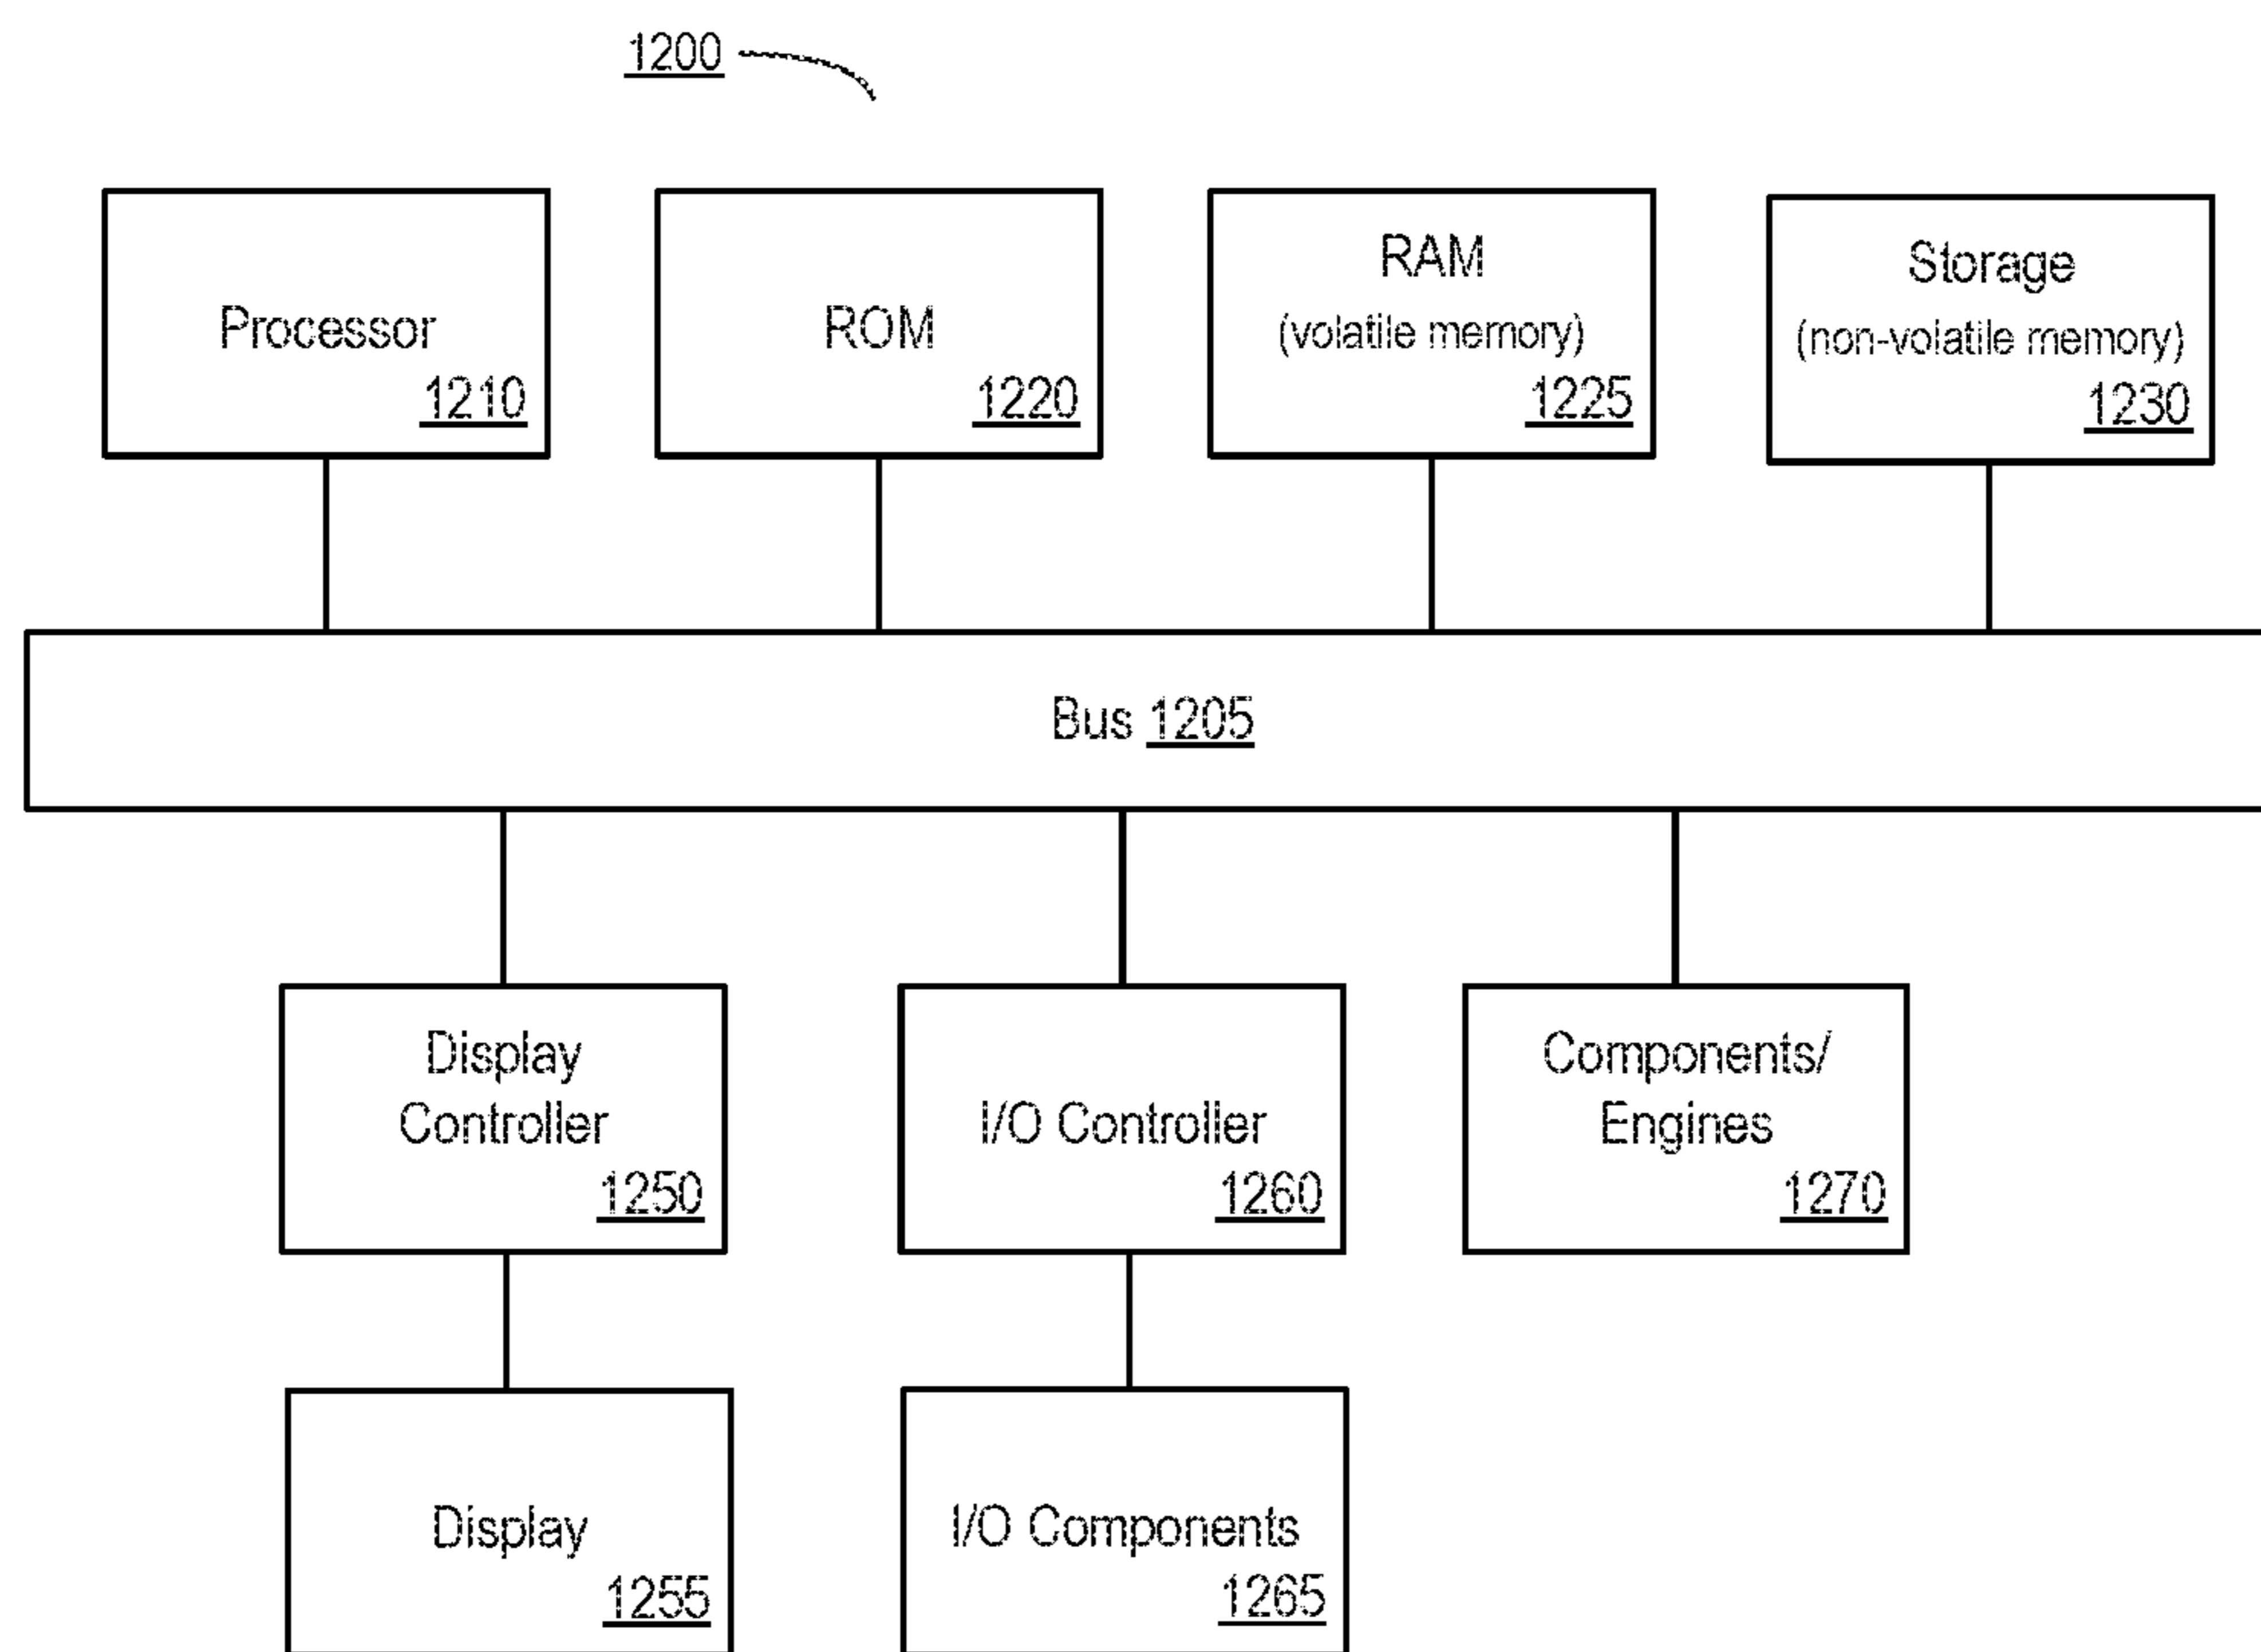 1200
Processor
1210
ROM
1220
RAM
(volatile memory)
1225
Storage
(non-volatile memory)
1230
Bus 1205
Display
Controller
1250
I/O Controller
1260
Components/
Engines
1270
Display
1255
I/O Components
1265